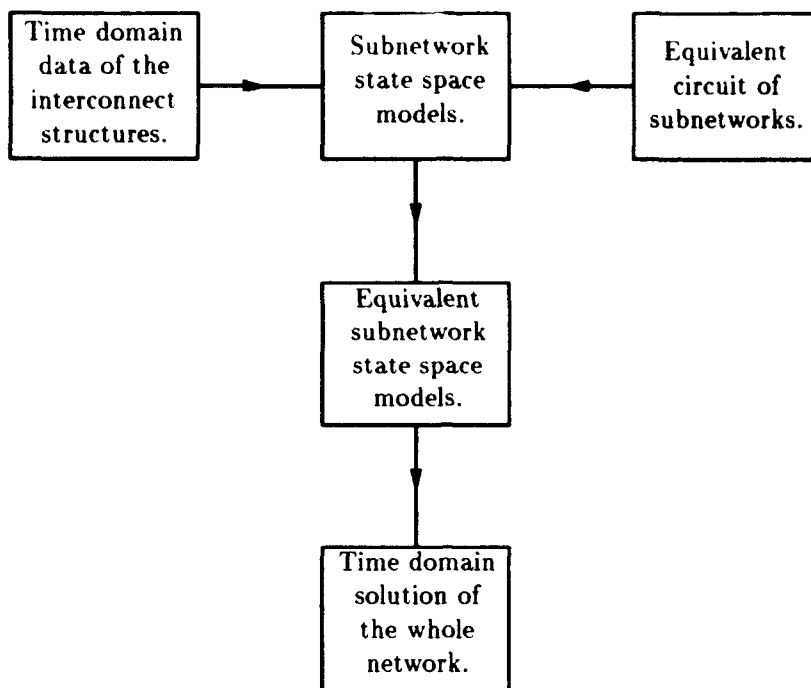 Time domain
data of the
interconnect
structures.
Subnetwork
state space
models.
Equivalent
circuit of
subnetworks.
Equivalent
subnetwork
state space
models.
Time domain
solution of
the whole
network.